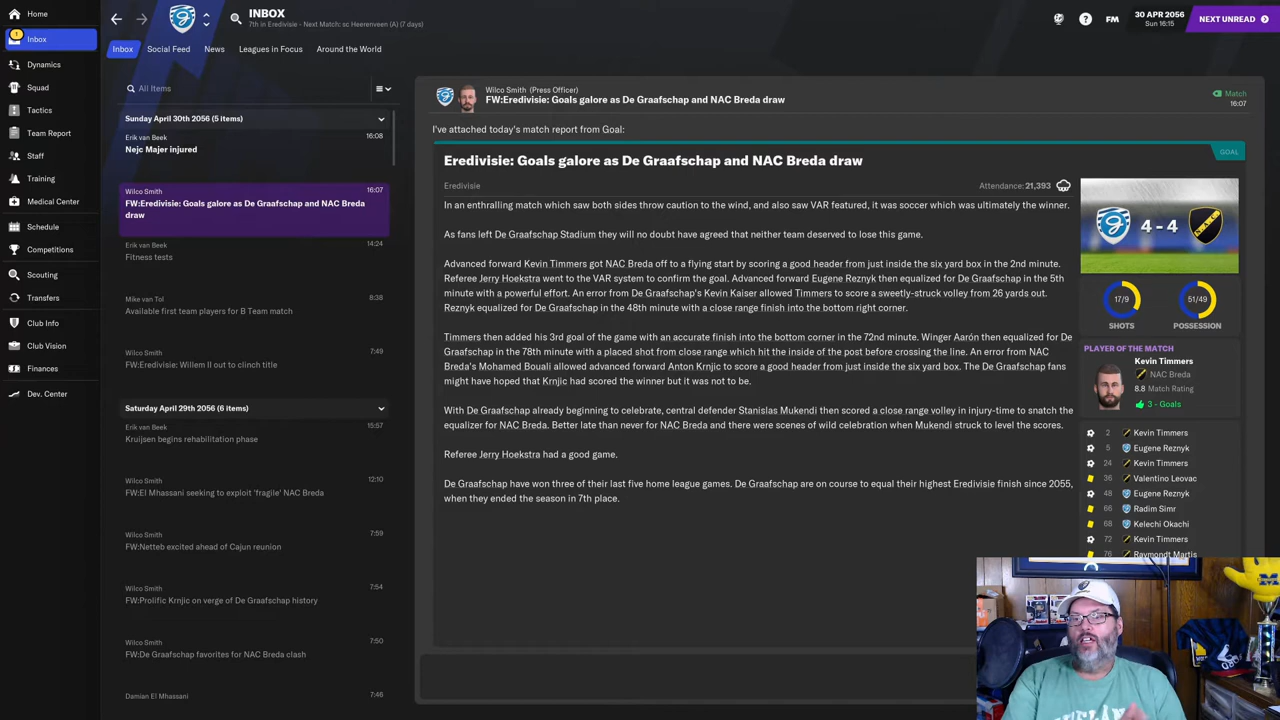 Home
INBOX
7th in Eredivisie - Next Match: sc Heerenveen (A) (7 days)
FM
30 APR 2056
Sun 16:15
NEXT UNREAD
Inbox
Dynamics
Squad
Tactics
Team Report
Staff
Training
Medical Center
Schedule
Competitions
Scouting
Transfers
Club Info
Club Vision
Finances
Dev. Center
Inbox
Social Feed
News
Leagues in Focus
Around the World
All Items
Sunday April 30th 2056 (5 items)
Erik van Beek
16:08
Nejc Majer injured
Wilco Smith
16:07
FW:Eredivisie: Goals galore as De Graafschap and NAC Breda
draw
Erik van Beek
14:24
Fitness tests
Mike van Tol
8:38
Available first team players for B Team match
Wilco Smith
7:49
FW:Eredivisie: Willem II out to clinch title
Saturday April 29th 2056 (6 items)
Erik van Beek
15:57
Kruijsen begins rehabilitation phase
Wilco Smith
12:10
FW:El Mhassani seeking to exploit 'fragile' NAC Breda
Wilco Smith
7:59
FW:Netteb excited ahead of Cajun reunion
Wilco Smith
7:54
FW:Prolific Krnjic on verge of De Graafschap history
Wilco Smith
7:50
FW:De Graafschap favorites for NAC Breda clash
Damian El Mhassani
7:46
Wilco Smith (Press Officer)
FW:Eredivisie: Goals galore as De Graafschap and NAC Breda draw
Match
16:07
I've attached today's match report from Goal:
Eredivisie: Goals galore as De Graafschap and NAC Breda draw
GOAL
Eredivisie
Attendance: 21,393
In an enthralling match which saw both sides throw caution to the wind, and also saw VAR featured, it was soccer which was ultimately the winner.
As fans left De Graafschap Stadium they will no doubt have agreed that neither team deserved to lose this game.
Advanced forward Kevin Timmers got NAC Breda off to a flying start by scoring a good header from just inside the six yard box in the 2nd minute.
Referee Jerry Hoekstra went to the VAR system to confirm the goal. Advanced forward Eugene Reznyk then equalized for De Graafschap in the 5th
minute with a powerful effort. An error from De Graafschap's Kevin Kaiser allowed Timmers to score a sweetly-struck volley from 26 yards out.
Reznyk equalized for De Graafschap in the 48th minute with a close range finish into the bottom right corner.
Timmers then added his 3rd goal of the game with an accurate finish into the bottom corner in the 72nd minute. Winger Aarón then equalized for De
Graafschap in the 78th minute with a placed shot from close range which hit the inside of the post before crossing the line. An error from NAC
Breda's Mohamed Bouali allowed advanced forward Anton Krnjic to score a good header from just inside the six yard box. The De Graafschap fans
might have hoped that Krnjic had scored the winner but it was not to be.
With De Graafschap already beginning to celebrate, central defender Stanislas Mukendi then scored a close range volley in injury-time to snatch the
equalizer for NAC Breda. Better late than never for NAC Breda and there were scenes of wild celebration when Mukendi struck to level the scores.
Referee Jerry Hoekstra had a good game.
De Graafschap have won three of their last five home league games. De Graafschap are on course to equal their highest Eredivisie finish since 2055,
when they ended the season in 7th place.
4 - 4
17/9
SHOTS
51/49
POSSESSION
PLAYER OF THE MATCH
Kevin Timmers
NAC Breda
8.8 Match Rating
3 - Goals
2 Kevin Timmers
5 Eugene Reznyk
24 Kevin Timmers
36 Valentino Leovac
48 Eugene Reznyk
66 Radim Simr
68 Kelechi Okachi
72 Kevin Timmers
76 Raymondt Martis